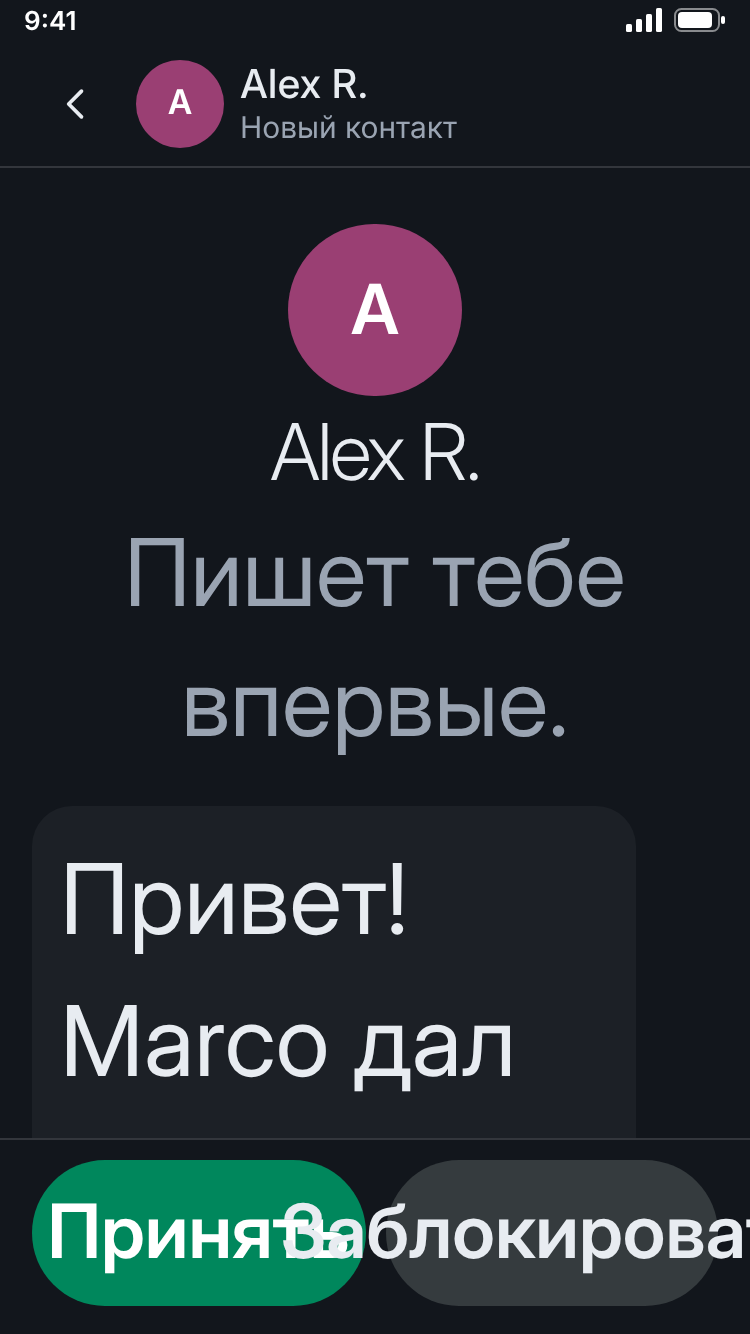 9:41
A
Alex R.
Новый контакт
A
Alex R.
Пишет тебе
впервые.
Привет!
Marco дал
Принять
Заблокироват